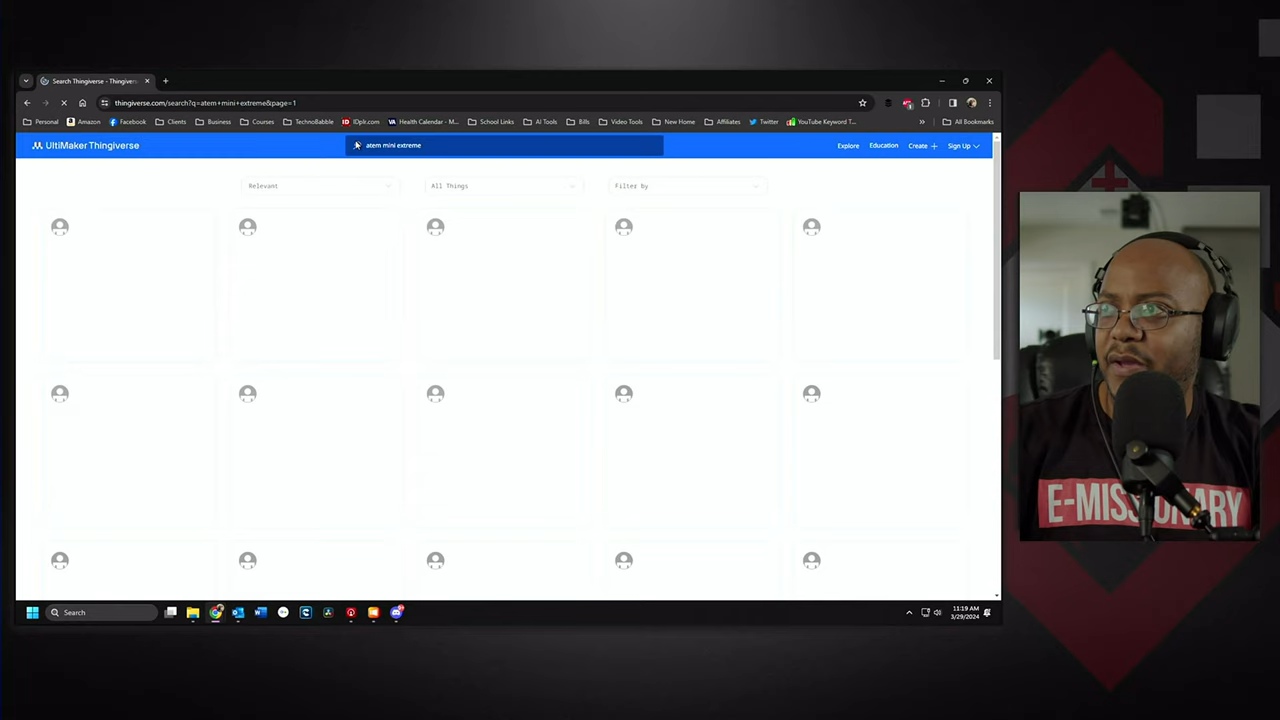 Search Thingiverse - Thingivers
thingiverse.com/search?q=atem+mini+extreme&page=1
Personal Amazon Facebook Clients Business Courses TechnoBabble IDplr.com Health Calendar - M... School Links AI Tools Bills Video Tools New Home Affiliates Twitter YouTube Keyword T... » All Bookmarks
UltiMaker Thingiverse atem mini extreme Explore Education Create + Sign Up
Relevant All Things Filter by
E-MISSIONARY
Search
11:19 AM
3/29/2024